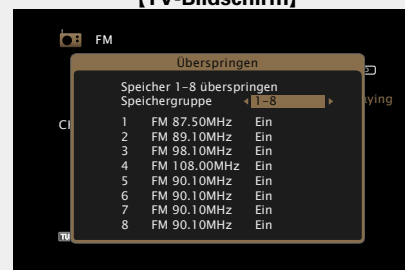 【TV-Bildschirm】
FM
Überspringen
Speicher 1–8 überspringen
Speichergruppe 1–8
1 FM 87.50MHz Ein
2 FM 89.10MHz Ein
3 FM 98.10MHz Ein
4 FM 108.00MHz Ein
5 FM 90.10MHz Ein
6 FM 90.10MHz Ein
7 FM 90.10MHz Ein
8 FM 90.10MHz Ein